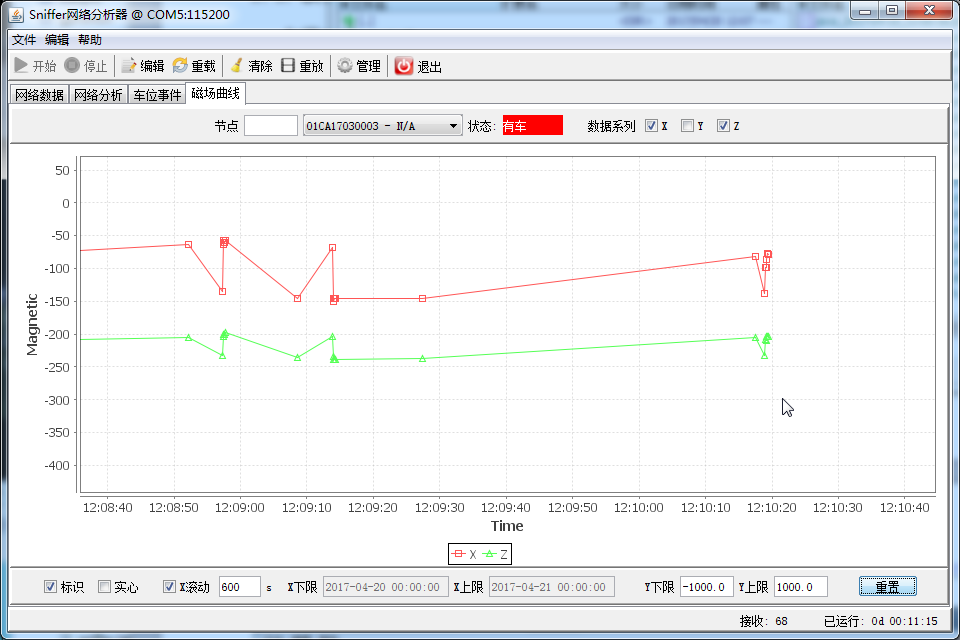 Sniffer网络分析器 @ COM5:115200
文件 编辑 帮助
开始 停止 编辑 重载 清除 重放 管理 退出
网络数据 网络分析 车位事件 磁场曲线
节点 01CA17030003 - N/A 状态: 有车 数据系列 X Y Z
50
0
-50
-100
-150
-200
-250
-300
-350
-400
Magnetic
12:08:40 12:08:50 12:09:00 12:09:10 12:09:20 12:09:30 12:09:40 12:09:50 12:10:00 12:10:10 12:10:20 12:10:30 12:10:40
Time
X Z
标识 实心 X滚动 600 s X下限 2017-04-20 00:00:00 X上限 2017-04-21 00:00:00 Y下限 -1000.0 Y上限 1000.0 重置
接收: 68 已运行: 0d 00:11:15